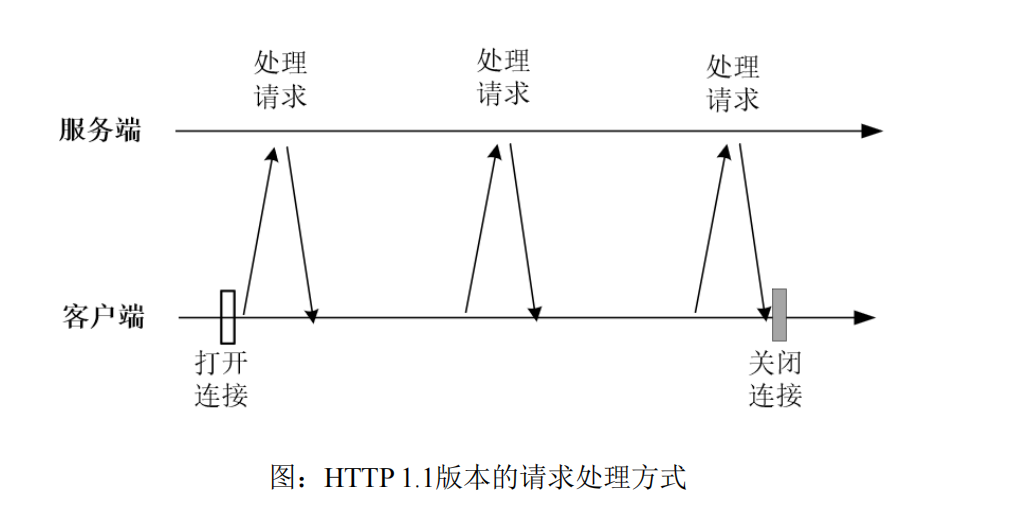 处理
请求
处理
请求
处理
请求
服务端
客户端
打开
连接
关闭
连接
图：HTTP 1.1版本的请求处理方式